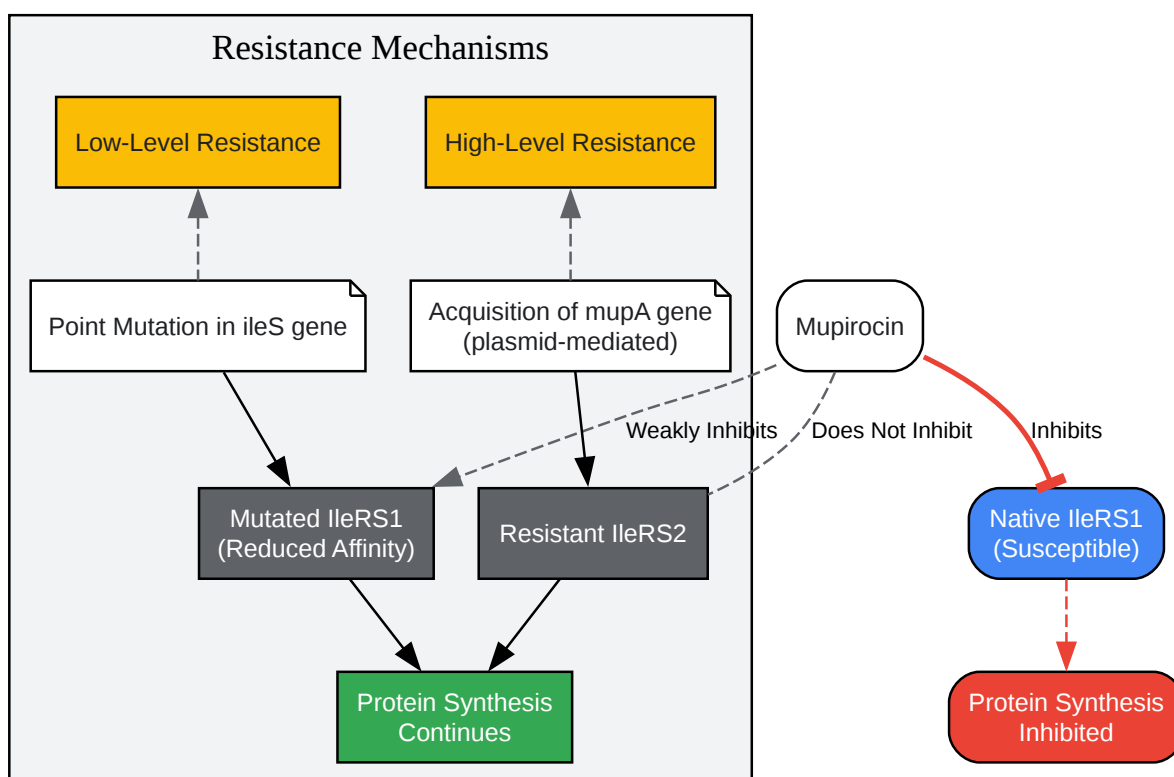 Resistance Mechanisms
Low-Level Resistance
High-Level Resistance
Point Mutation in ileS gene
Acquisition of mupA gene
(plasmid-mediated)
Mupirocin
Weakly Inhibits
Does Not Inhibit
Inhibits
Mutated IleRS1
(Reduced Affinity)
Resistant IleRS2
Native IleRS1
(Susceptible)
Protein Synthesis
Continues
Protein Synthesis
Inhibited